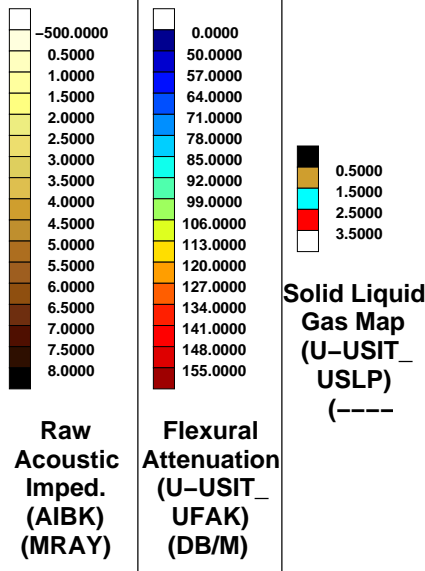 −500.0000
0.5000
1.0000
1.5000
2.0000
2.5000
3.0000
3.5000
4.0000
4.5000
5.0000
5.5000
6.0000
6.5000
7.0000
7.5000
8.0000
Raw
Acoustic
Imped.
(AIBK)
(MRAY)
0.0000
50.0000
57.0000
64.0000
71.0000
78.0000
85.0000
92.0000
99.0000
106.0000
113.0000
120.0000
127.0000
134.0000
141.0000
148.0000
155.0000
Flexural
Attenuation
(U−USIT_
UFAK)
(DB/M)
0.5000
1.5000
2.5000
3.5000
Solid Liquid
Gas Map
(U−USIT_
USLP)
(−−−−